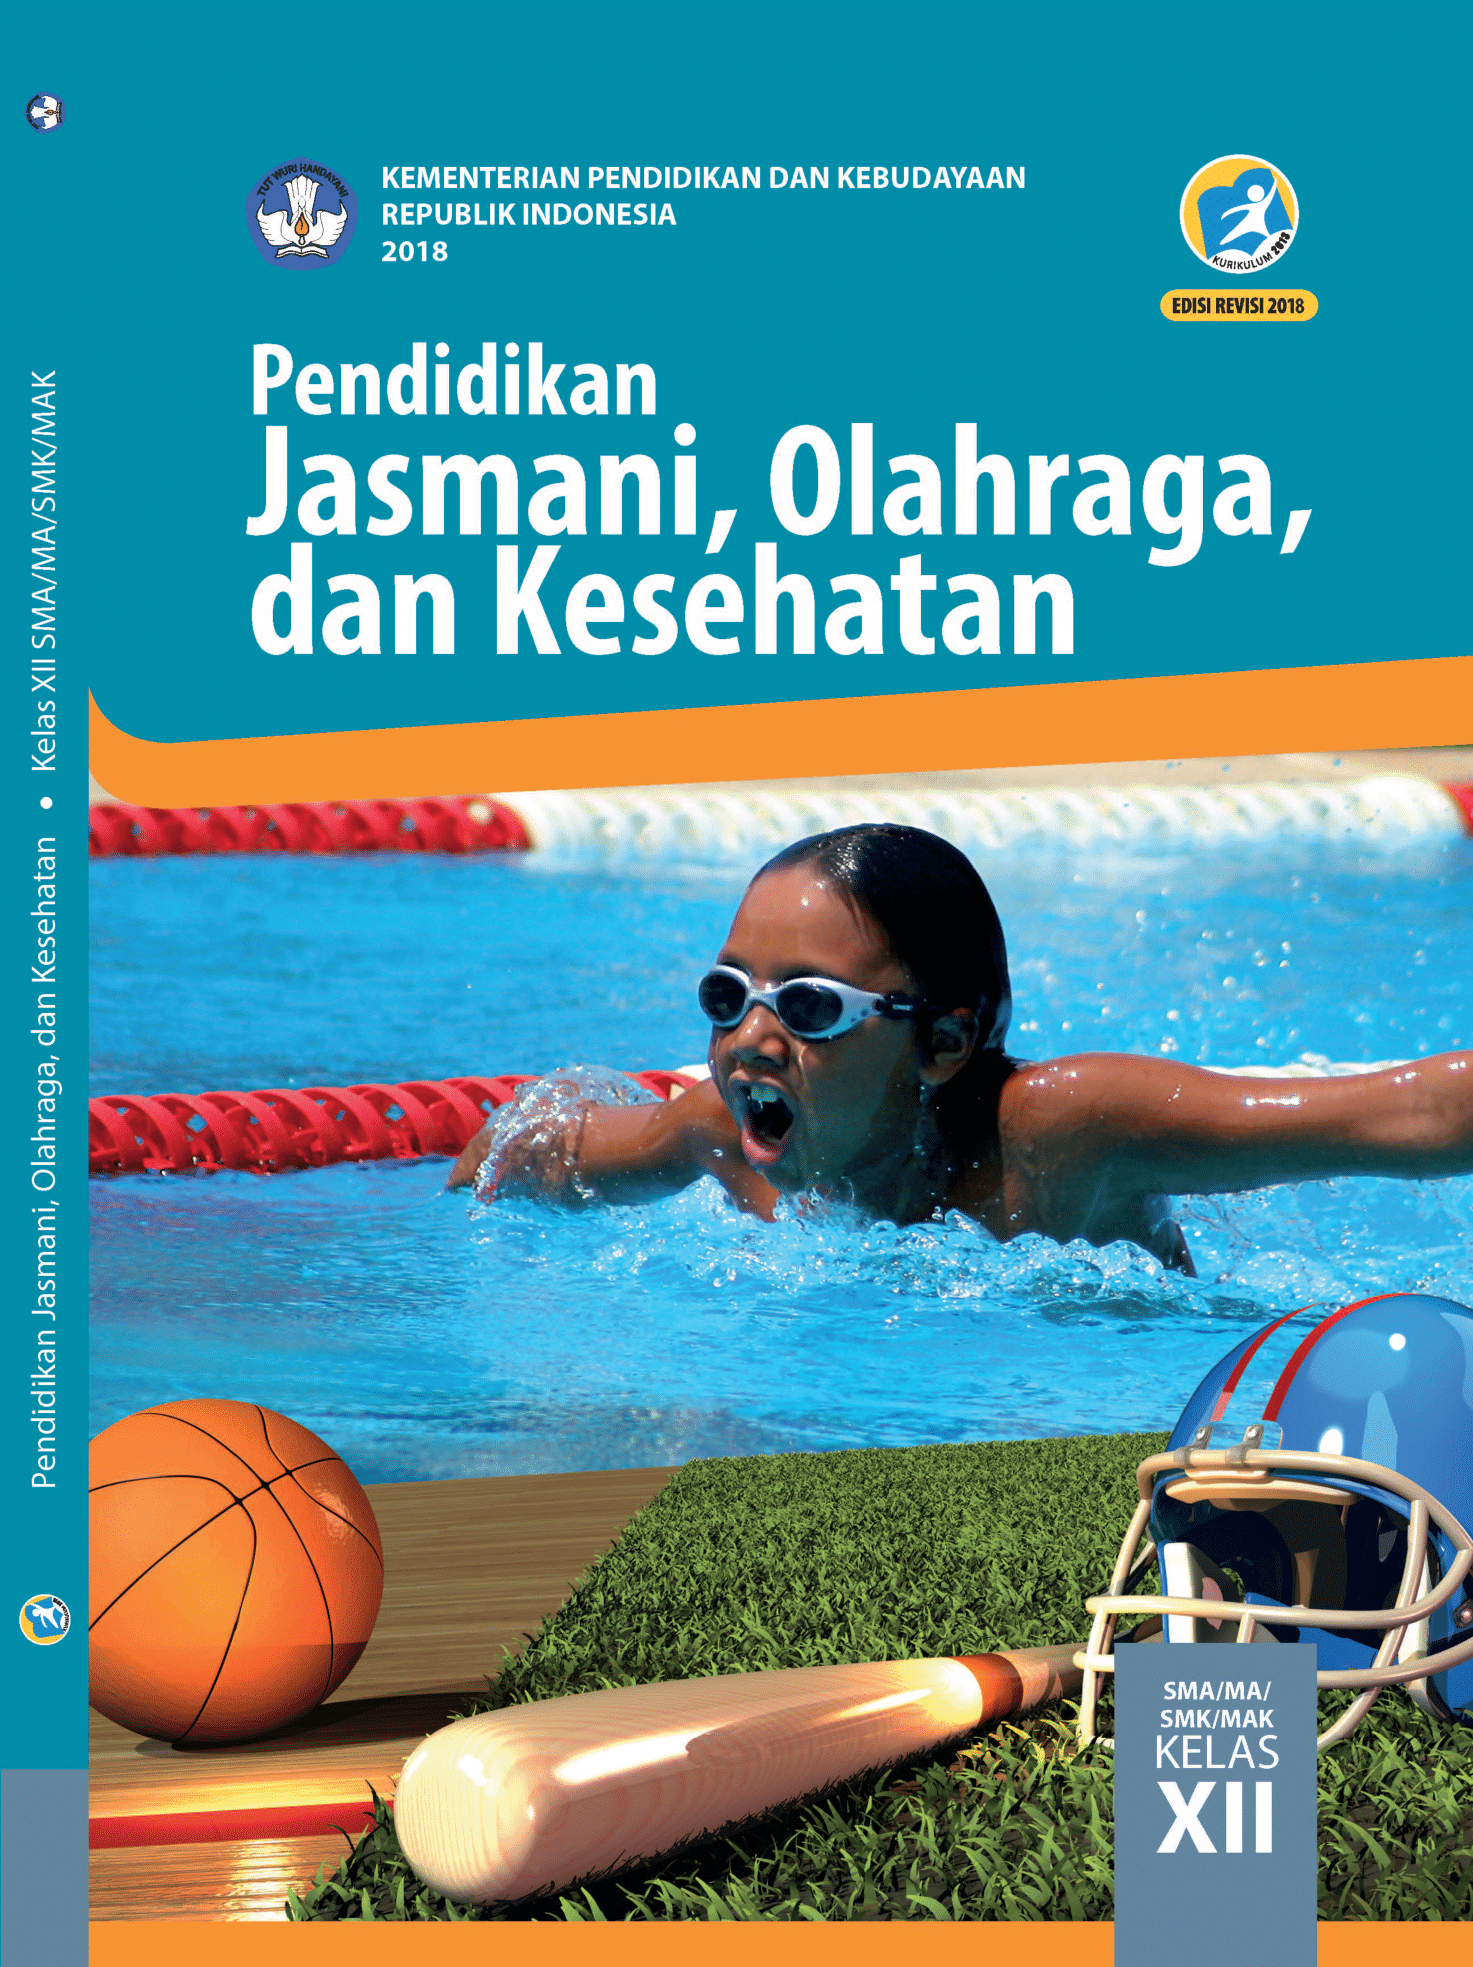 TUT WURI HANDAYANI
KEMENTERIAN PENDIDIKAN DAN KEBUDAYAAN
REPUBLIK INDONESIA
2018
KURIKULUM 2013
EDISI REVISI 2018
Pendidikan
Jasmani, Olahraga,
dan Kesehatan
Pendidikan Jasmani, Olahraga, dan Kesehatan • Kelas XII SMA/MA/SMK/MAK
SMA/MA/
SMK/MAK
KELAS
XII